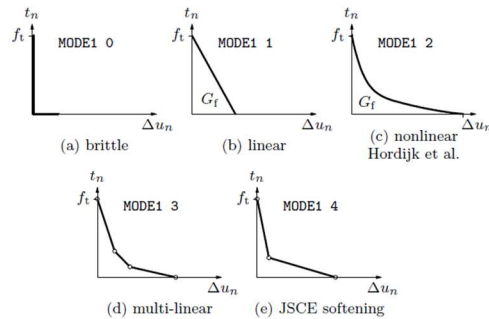 t_n
f_t
MODE1 0
Δu_n
(a) brittle
t_n
f_t
MODE1 1
G_f
Δu_n
(b) linear
t_n
f_t
MODE1 2
G_f
Δu_n
(c) nonlinear
Hordijk et al.
t_n
f_t
MODE1 3
Δu_n
(d) multi-linear
t_n
f_t
MODE1 4
Δu_n
(e) JSCE softening